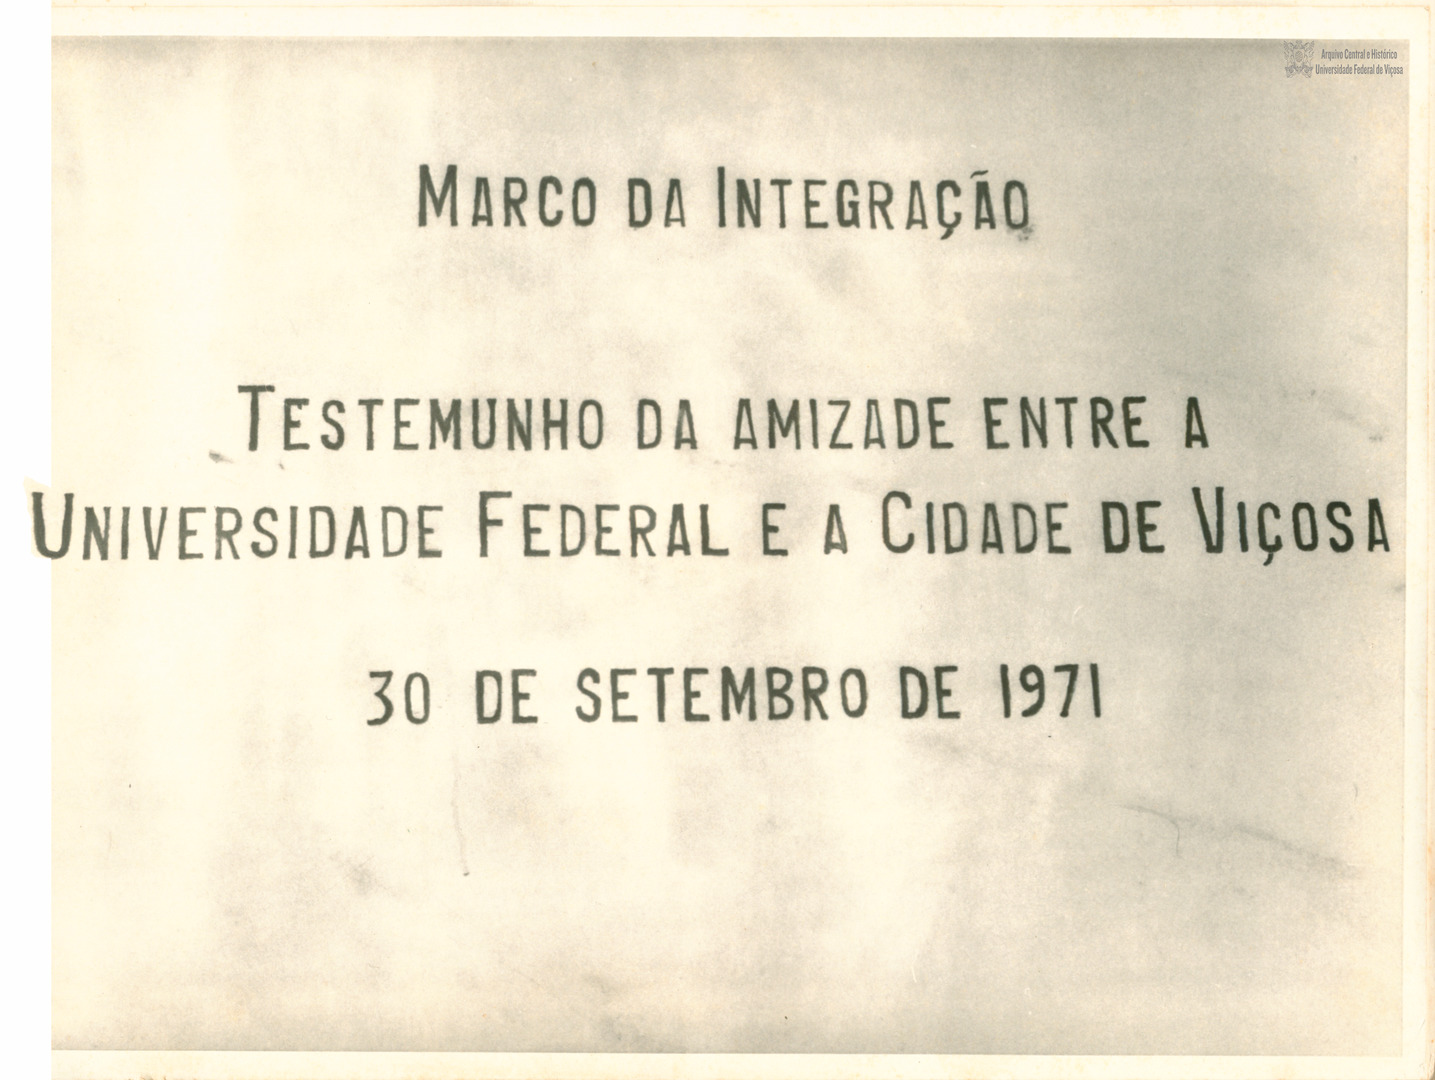 Arquivo Central e Histórico
Universidade Federal de Viçosa
MARCO DA INTEGRAÇÃO
TESTEMUNHO DA AMIZADE ENTRE A
UNIVERSIDADE FEDERAL E A CIDADE DE VIÇOSA
30 DE SETEMBRO DE 1971